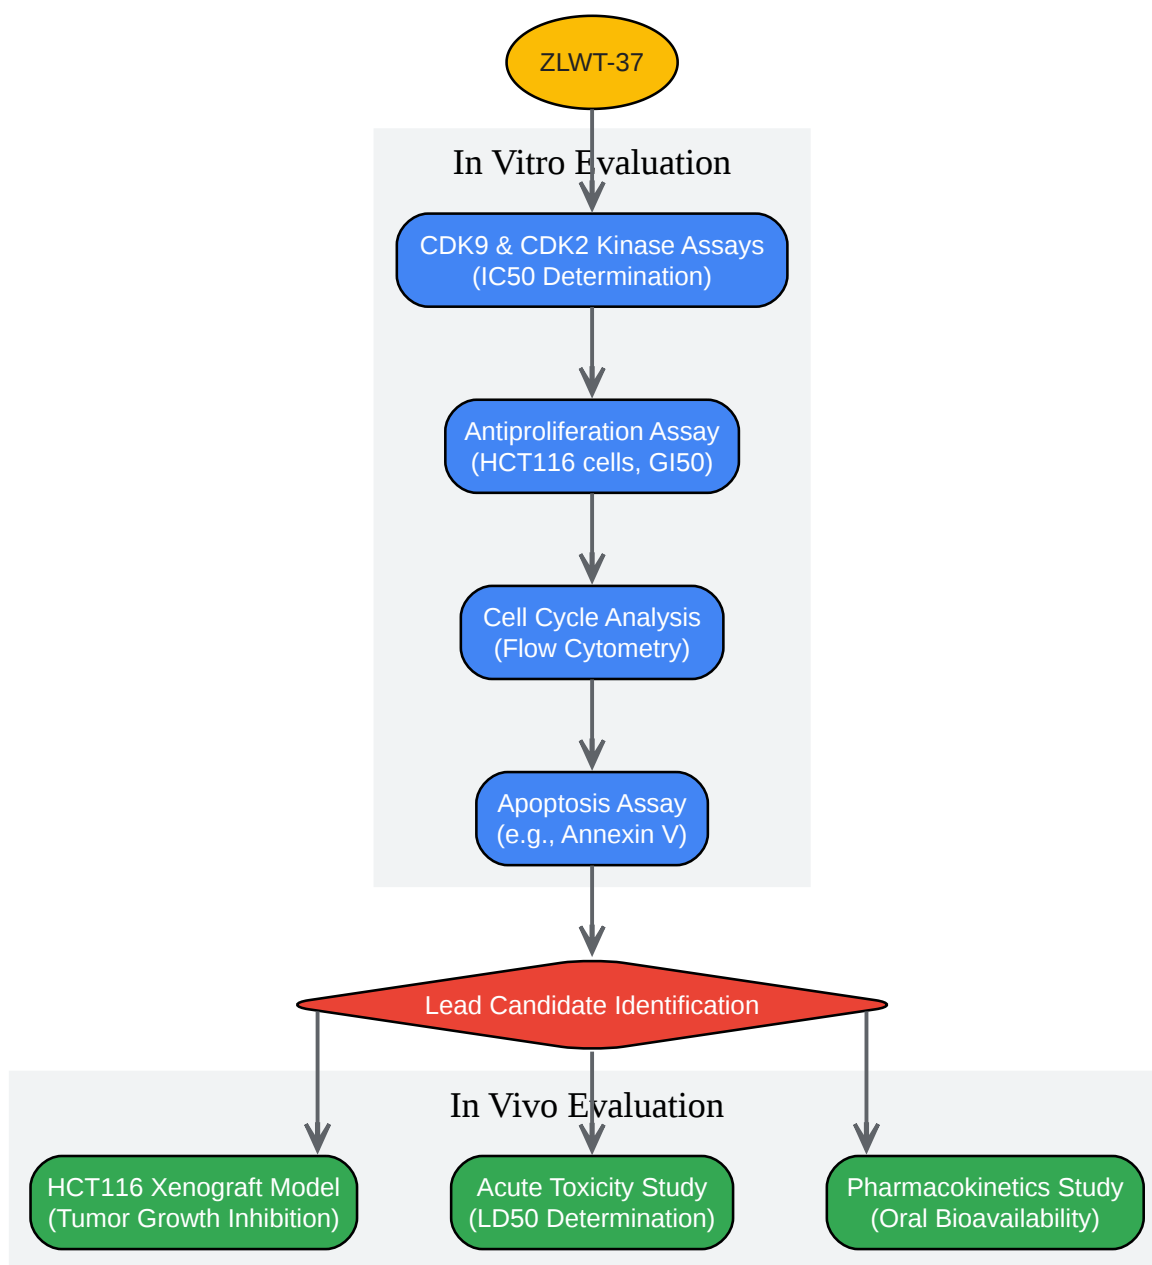 ZLWT-37
In Vitro Evaluation
CDK9 & CDK2 Kinase Assays
(IC50 Determination)
Antiproliferation Assay
(HCT116 cells, GI50)
Cell Cycle Analysis
(Flow Cytometry)
Apoptosis Assay
(e.g., Annexin V)
Lead Candidate Identification
In Vivo Evaluation
HCT116 Xenograft Model
(Tumor Growth Inhibition)
Acute Toxicity Study
(LD50 Determination)
Pharmacokinetics Study
(Oral Bioavailability)